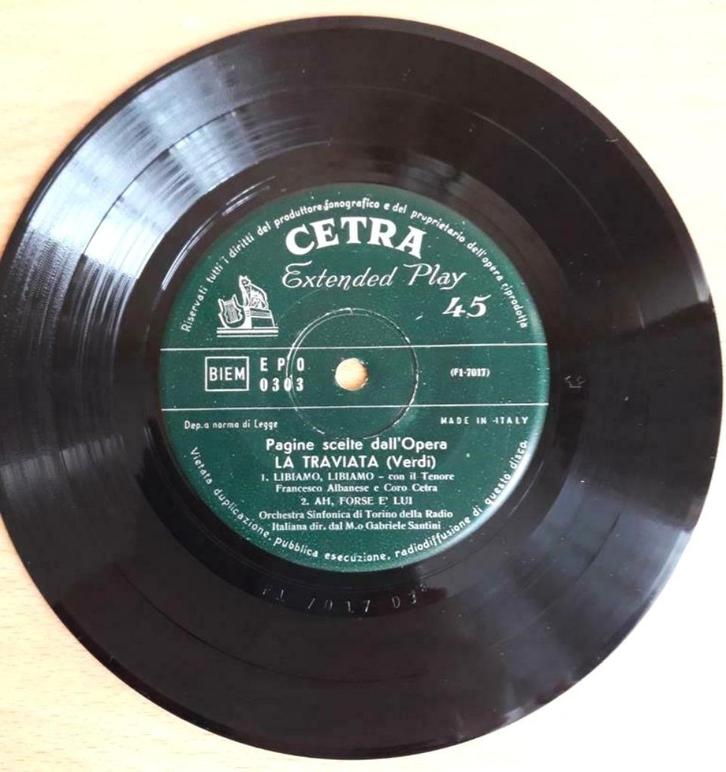 Riservati tutti i diritti del produttore fonografico e del pruprietario dell'opera riprodotta
CETRA
Extended Play
45
BIEM
EPO
0303
(F1-7017)
Dep. a norma di Legge
MADE IN ITALY
Pagine scelte dall'Opera
LA TRAVIATA (Verdi)
1. LIBIAMO, LIBIAMO - con il Tenore
Francesco Albanese e Coro Cetra
2. AH, FORSE E' LUI
Orchestra Sinfonica di Torino della Radio
Italiana dir. dal M.o Gabriele Santini
Vietata duplicazione, pubblica esecuzione, radiodiffusione di questo disco.